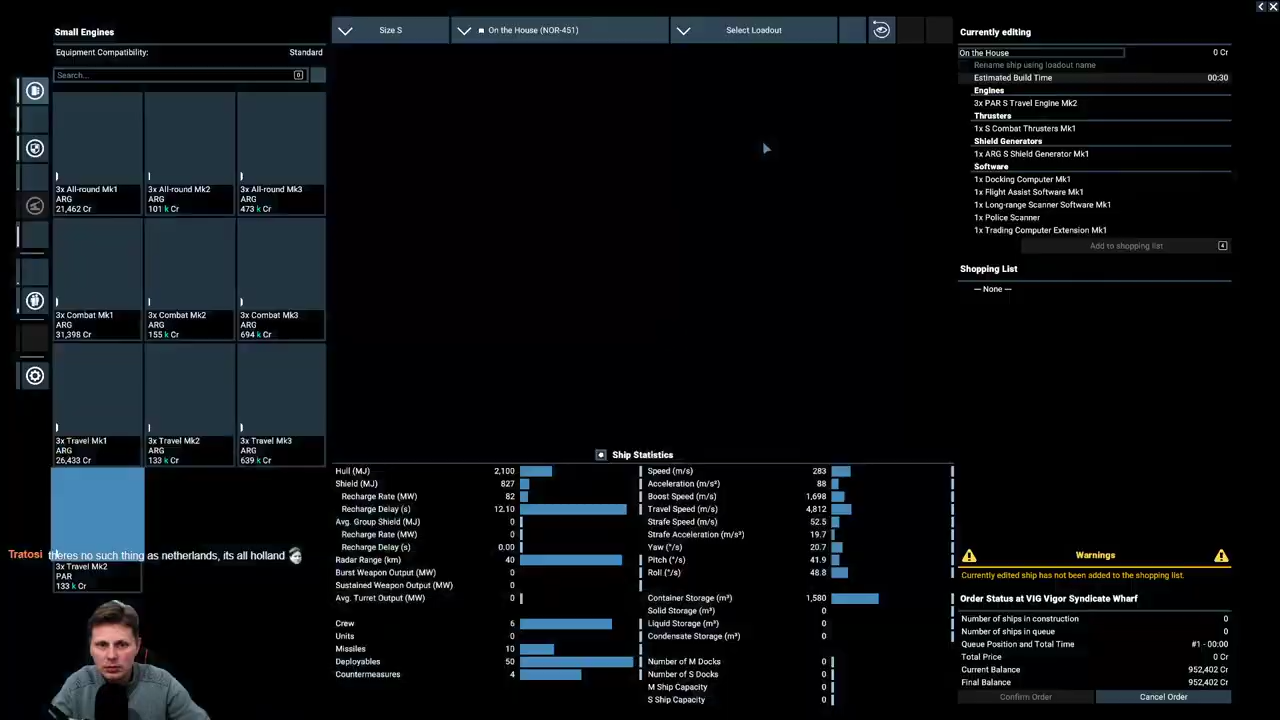 Small Engines
Equipment Compatibility: Standard
Search...
3x All-round Mk1
ARG
21,462 Cr
3x All-round Mk2
ARG
101 k Cr
3x All-round Mk3
ARG
473 k Cr
3x Combat Mk1
ARG
31,398 Cr
3x Combat Mk2
ARG
155 k Cr
3x Combat Mk3
ARG
694 k Cr
3x Travel Mk1
ARG
26,433 Cr
3x Travel Mk2
ARG
133 k Cr
3x Travel Mk3
ARG
639 k Cr
Tratosi theres no such thing as netherlands, its all holland
3x Travel Mk2
PAR
133 k Cr
Size S
On the House (NOR-451)
Select Loadout
Ship Statistics
Hull (MJ) 2,100
Shield (MJ) 827
Recharge Rate (MW) 82
Recharge Delay (s) 12.10
Avg. Group Shield (MJ) 0
Recharge Rate (MW) 0
Recharge Delay (s) 0.00
Radar Range (km) 40
Burst Weapon Output (MW) 0
Sustained Weapon Output (MW) 0
Avg. Turret Output (MW) 0
Crew 6
Units 0
Missiles 10
Deployables 50
Countermeasures 4
Speed (m/s) 283
Acceleration (m/s²) 88
Boost Speed (m/s) 1,698
Travel Speed (m/s) 4,812
Strafe Speed (m/s) 52.5
Strafe Acceleration (m/s²) 19.7
Yaw (°/s) 20.7
Pitch (°/s) 41.9
Roll (°/s) 48.8
Container Storage (m³) 1,580
Solid Storage (m³) 0
Liquid Storage (m³) 0
Condensate Storage (m³) 0
Number of M Docks 0
Number of S Docks 0
M Ship Capacity 0
S Ship Capacity 0
Currently editing
On the House 0 Cr
Rename ship using loadout name
Estimated Build Time 00:30
Engines
3x PAR S Travel Engine Mk2
Thrusters
1x S Combat Thrusters Mk1
Shield Generators
1x ARG S Shield Generator Mk1
Software
1x Docking Computer Mk1
1x Flight Assist Software Mk1
1x Long-range Scanner Software Mk1
1x Police Scanner
1x Trading Computer Extension Mk1
Add to shopping list
Shopping List
— None —
Warnings
Currently edited ship has not been added to the shopping list.
Order Status at VIG Vigor Syndicate Wharf
Number of ships in construction 0
Number of ships in queue 0
Queue Position and Total Time #1 - 00:00
Total Price 0 Cr
Current Balance 952,402 Cr
Final Balance 952,402 Cr
Confirm Order
Cancel Order